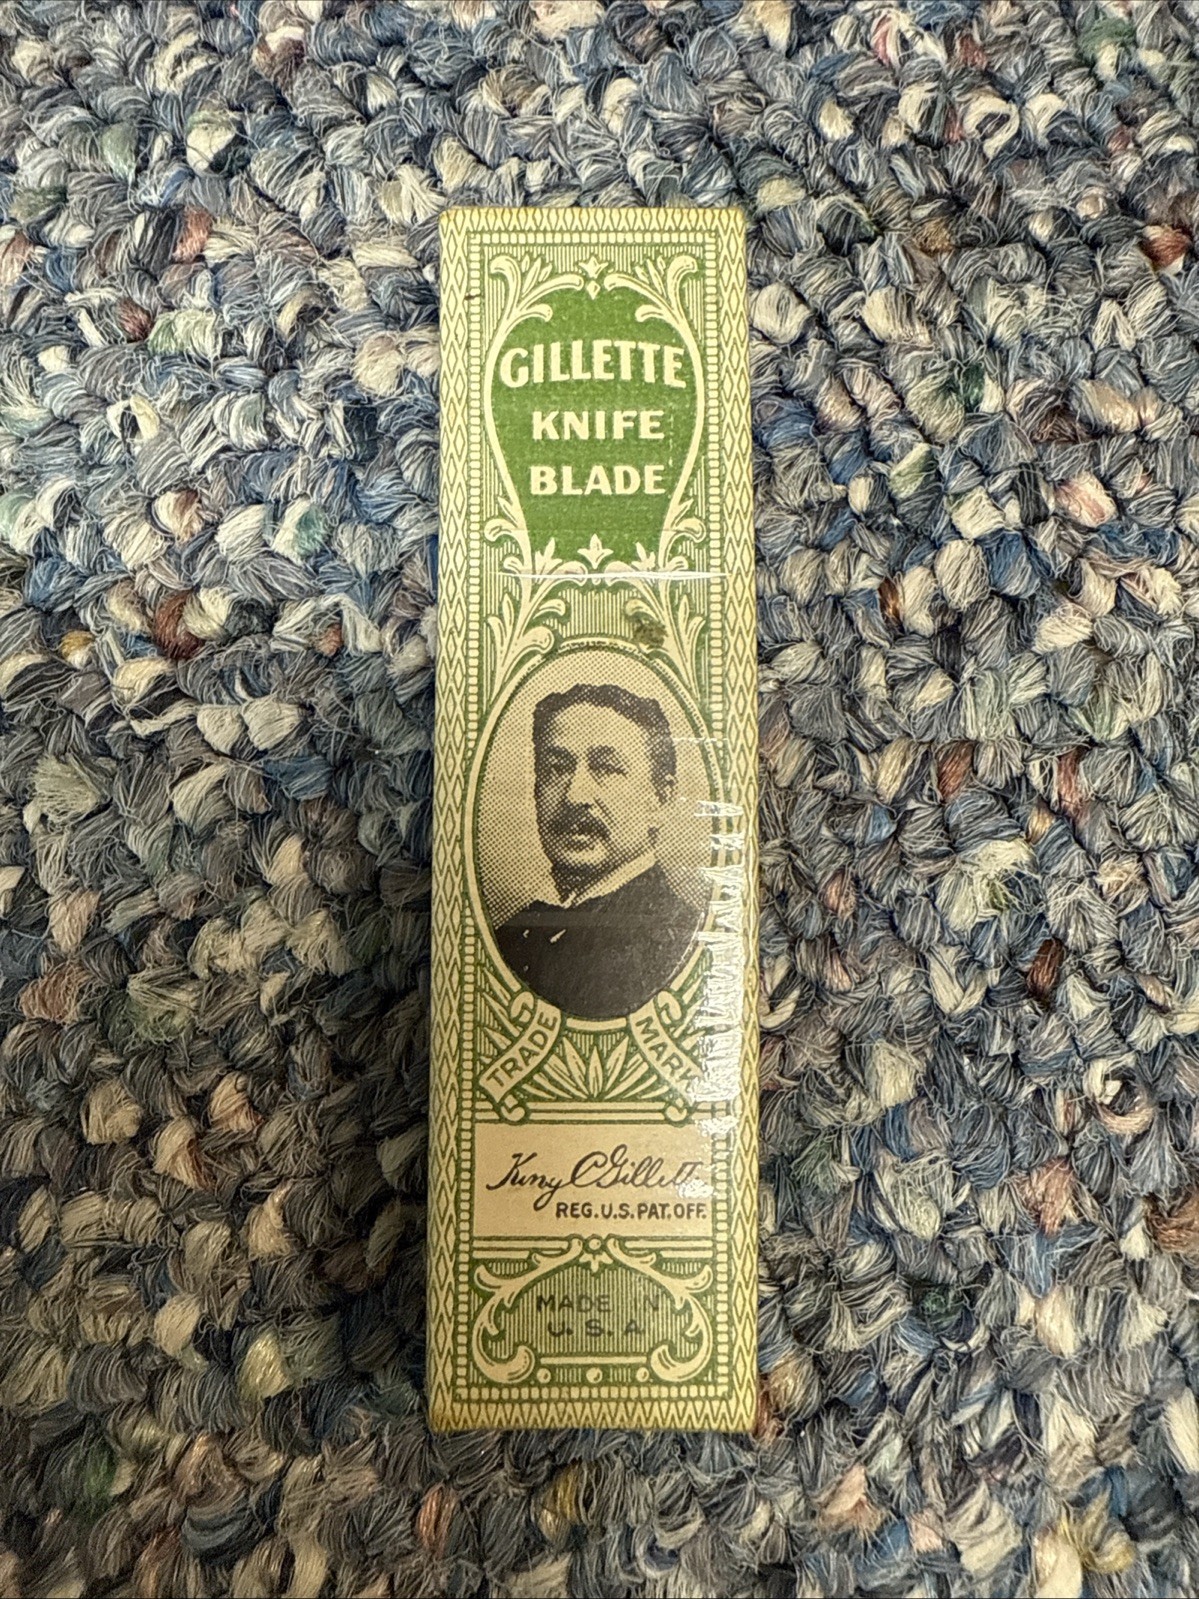 GILLETTE
KNIFE
BLADE
TRADE MARK
King C Gillette
REG. U.S. PAT. OFF.
MADE IN
U. S. A